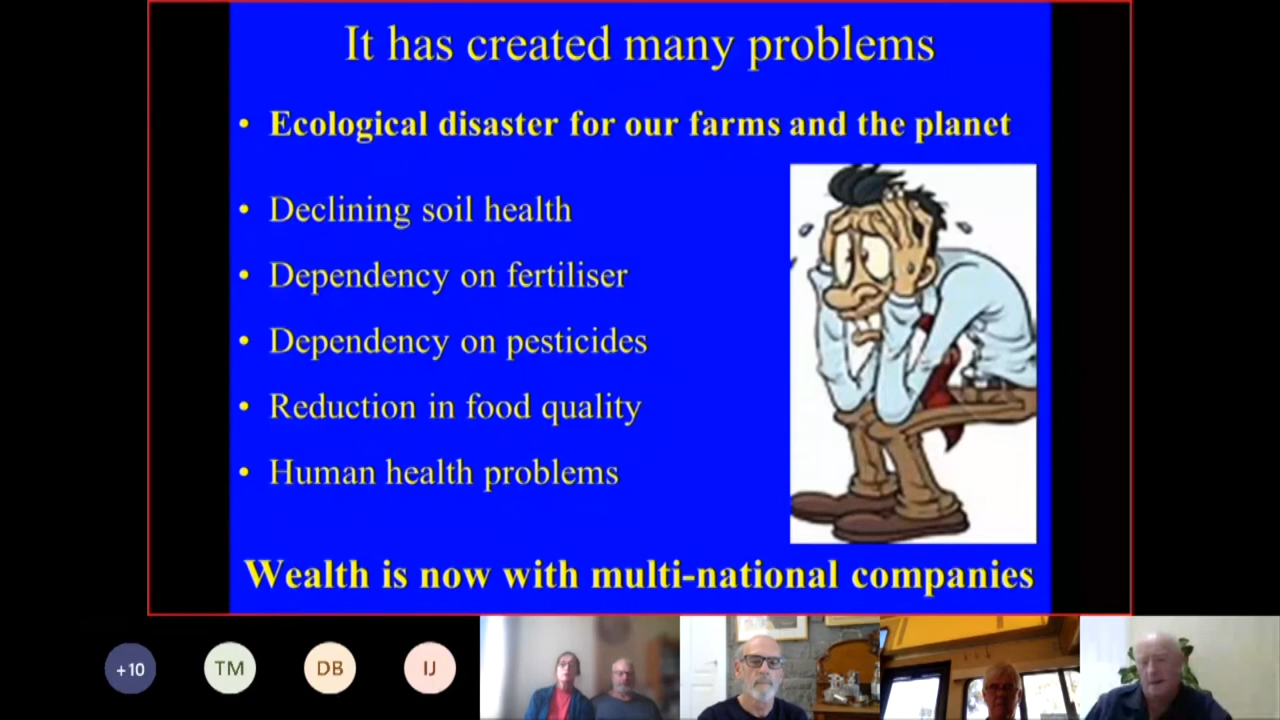 It has created many problems
• Ecological disaster for our farms and the planet
• Declining soil health
• Dependency on fertiliser
• Dependency on pesticides
• Reduction in food quality
• Human health problems
Wealth is now with multi-national companies
+10
TM
DB
IJ